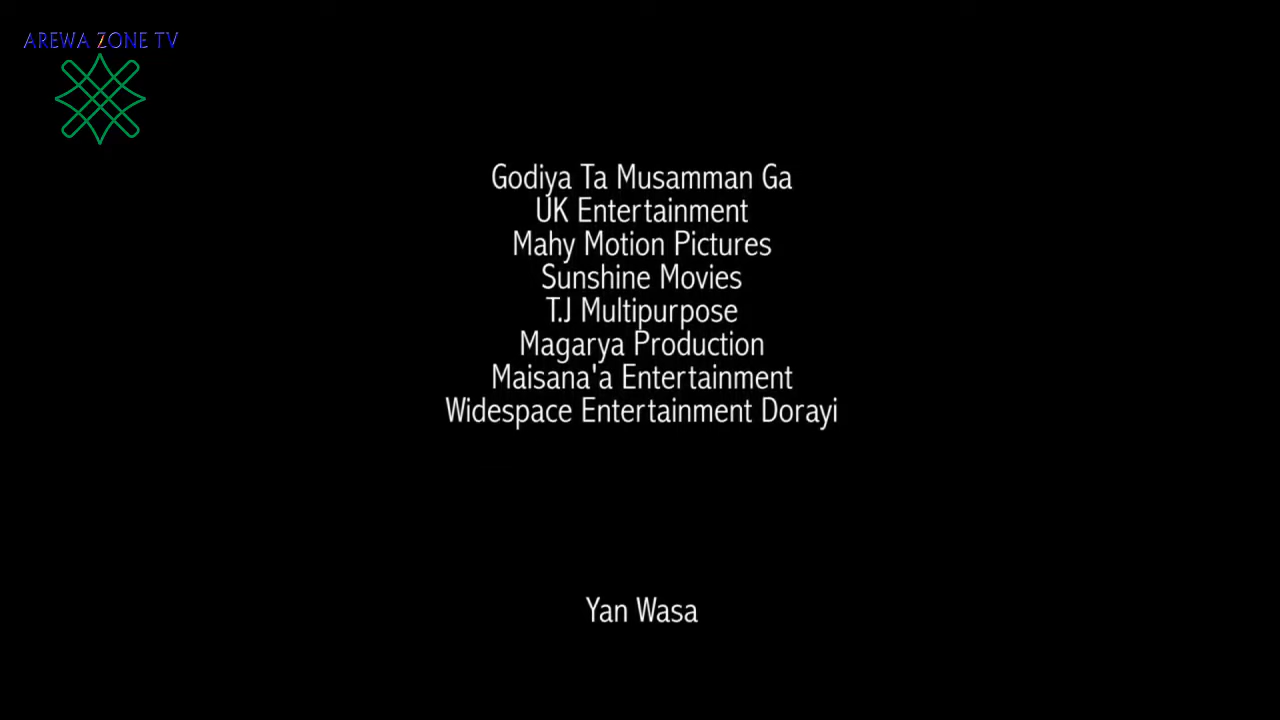 AREWA ZONE TV
Godiya Ta Musamman Ga
UK Entertainment
Mahy Motion Pictures
Sunshine Movies
T.J Multipurpose
Magarya Production
Maisana'a Entertainment
Widespace Entertainment Dorayi
Yan Wasa